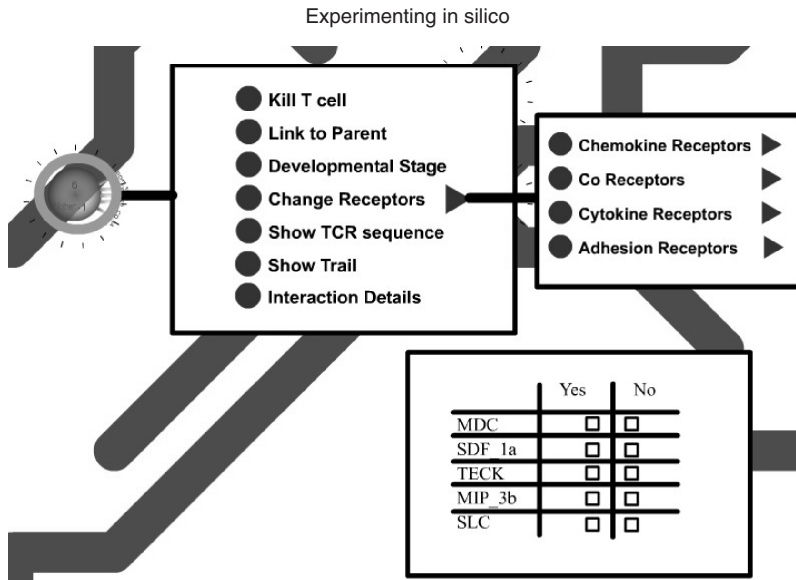 Experimenting in silico
Kill T cell
Link to Parent
Developmental Stage
Change Receptors
Show TCR sequence
Show Trail
Interaction Details
Chemokine Receptors
Co Receptors
Cytokine Receptors
Adhesion Receptors
Yes No
MDC
SDF_1a
TECK
MIP_3b
SLC